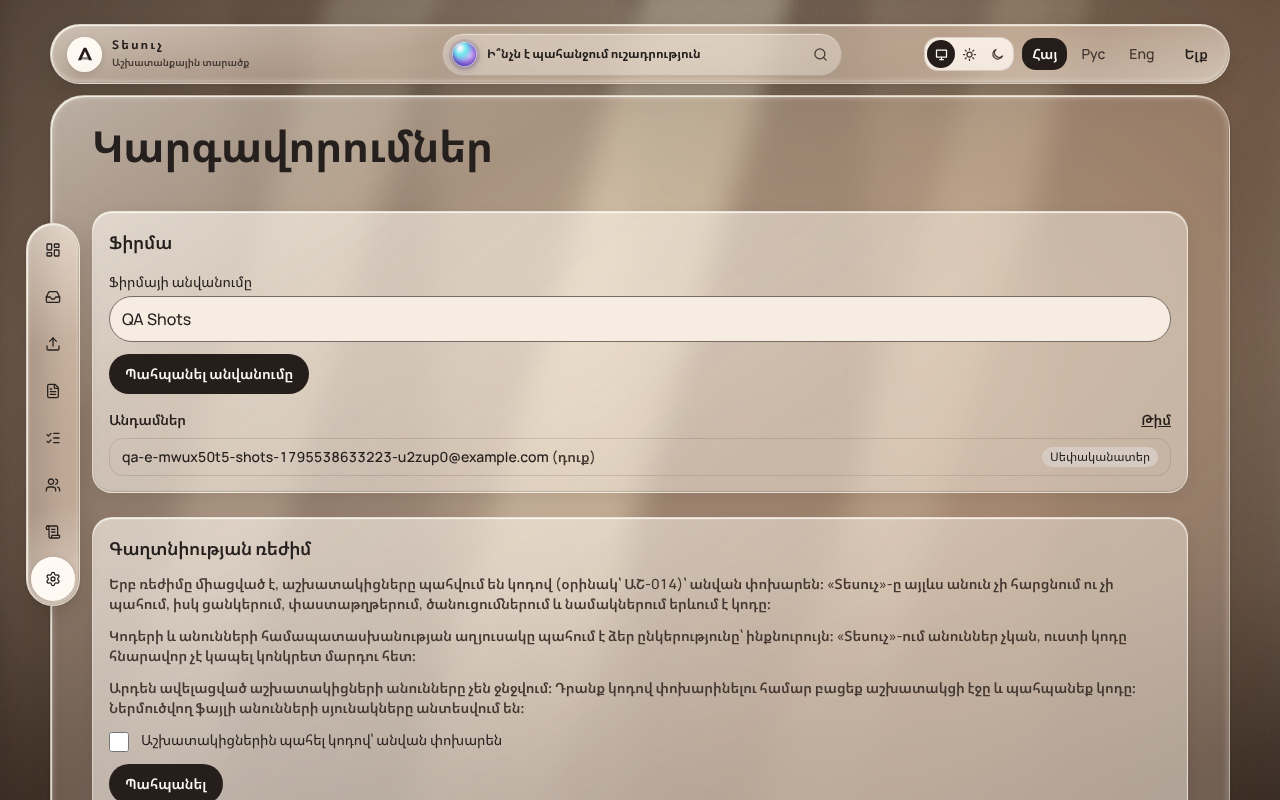 Տեսուչ
Աշխատանքային տարածք
Ի՞նչն է պահանջում ուշադրություն
Հայ
Рус
Eng
Ելք
Կարգավորումներ
Ֆիրմա
Ֆիրմայի անվանումը
QA Shots
Պահպանել անվանումը
Անդամներ
Թիմ
qa-e-mwux50t5-shots-1795538633223-u2zup0@example.com (դուք)
Սեփականատեր
Գաղտնիության ռեժիմ
Երբ ռեժիմը միացված է, աշխատակիցները պահվում են կոդով (օրինակ՝ ԱՇ-014)՝ անվան փոխարեն։ «Տեսուչ»-ը այլևս անուն չի հարցնում ու չի
պահում, իսկ ցանկերում, փաստաթղթերում, ծանուցումներում և նամակներում երևում է կոդը։
Կոդերի և անունների համապատասխանության աղյուսակը պահում է ձեր ընկերությունը՝ ինքնուրույն։ «Տեսուչ»-ում անուններ չկան, ուստի կոդը
հնարավոր չէ կապել կոնկրետ մարդու հետ։
Արդեն ավելացված աշխատակիցների անունները չեն ջնջվում։ Դրանք կոդով փոխարինելու համար բացեք աշխատակցի էջը և պահպանեք կոդը։
Ներմուծվող ֆայլի անունների սյունակները անտեսվում են։
Աշխատակիցներին պահել կոդով՝ անվան փոխարեն
Պահպանել